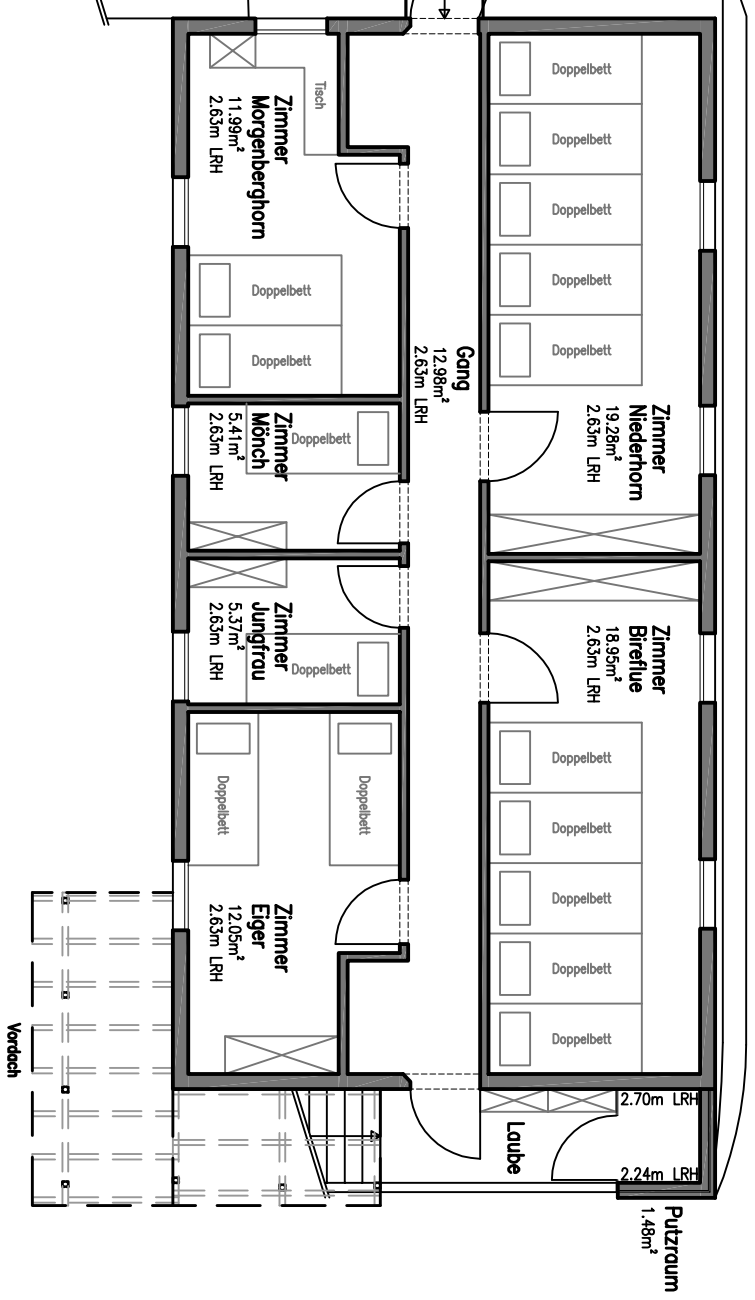 Doppelbett
Doppelbett
Doppelbett
Doppelbett
Doppelbett
Tisch
Zimmer
Morgenberghorn
11.99m²
2.63m LRH
Doppelbett
Doppelbett
Gang
12.98m²
2.63m LRH
Zimmer
Niederhorn
19.28m²
2.63m LRH
Zimmer
Mönch
5.41m²
2.63m LRH
Doppelbett
Zimmer
Jungfrau
5.37m²
2.63m LRH
Doppelbett
Zimmer
Bireflue
18.95m²
2.63m LRH
Doppelbett
Doppelbett
Doppelbett
Doppelbett
Doppelbett
Doppelbett
Doppelbett
Zimmer
Eiger
12.05m²
2.63m LRH
Vordach
Laube
2.70m LRH
2.24m LRH
Putzraum
1.48m²